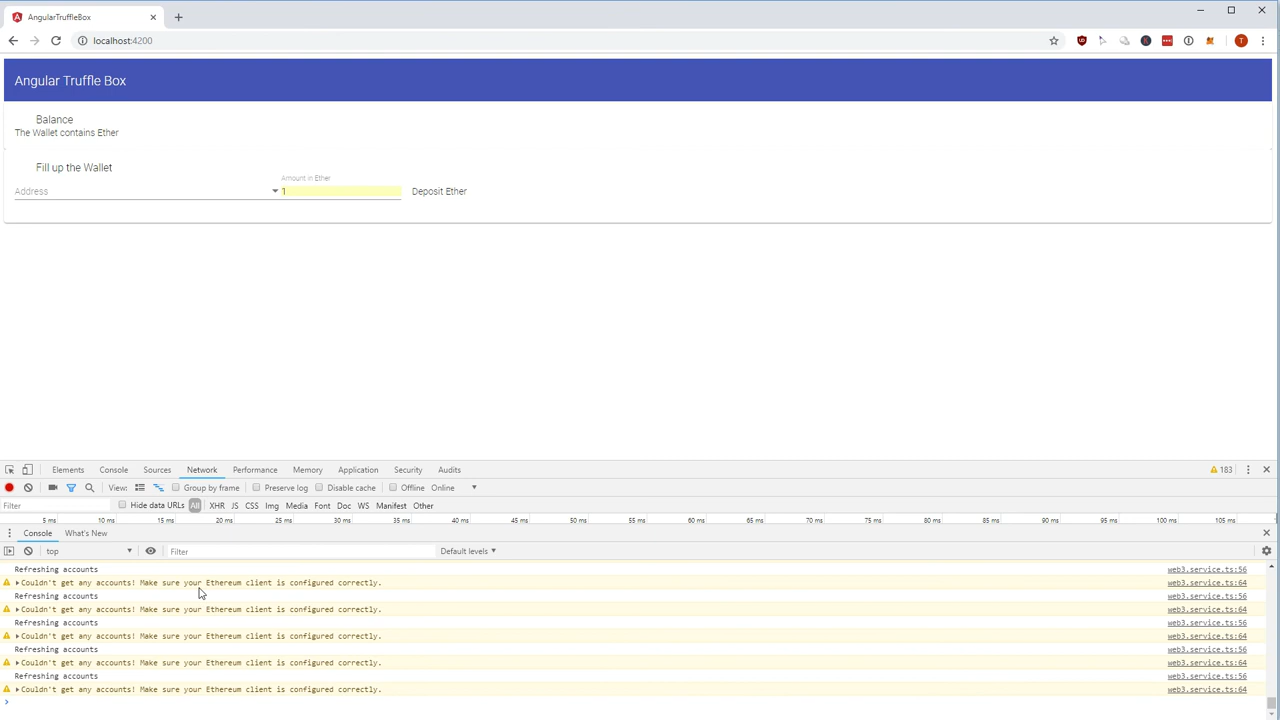 AngularTruffleBox
localhost:4200
Angular Truffle Box
Balance
The Wallet contains Ether
Fill up the Wallet
Amount in Ether
Address 1 Deposit Ether
Elements Console Sources Network Performance Memory Application Security Audits 183
View: Group by frame Preserve log Disable cache Offline Online
Filter Hide data URLs All XHR JS CSS Img Media Font Doc WS Manifest Other
5 ms 10 ms 15 ms 20 ms 25 ms 30 ms 35 ms 40 ms 45 ms 50 ms 55 ms 60 ms 65 ms 70 ms 75 ms 80 ms 85 ms 90 ms 95 ms 100 ms 105 ms
Console What's New
top Filter Default levels
Refreshing accounts web3.service.ts:56
Couldn't get any accounts! Make sure your Ethereum client is configured correctly. web3.service.ts:64
Refreshing accounts web3.service.ts:56
Couldn't get any accounts! Make sure your Ethereum client is configured correctly. web3.service.ts:64
Refreshing accounts web3.service.ts:56
Couldn't get any accounts! Make sure your Ethereum client is configured correctly. web3.service.ts:64
Refreshing accounts web3.service.ts:56
Couldn't get any accounts! Make sure your Ethereum client is configured correctly. web3.service.ts:64
Refreshing accounts web3.service.ts:56
Couldn't get any accounts! Make sure your Ethereum client is configured correctly. web3.service.ts:64